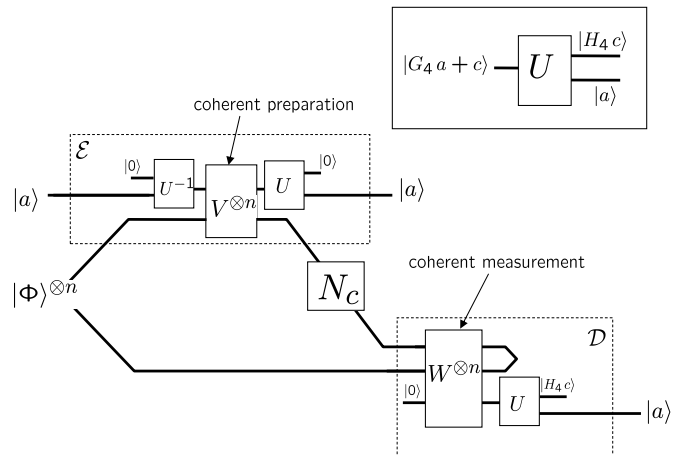 |H₄ c⟩
|G₄ a + c⟩ U
|a⟩
coherent preparation
ℰ
|0⟩ |0⟩
U⁻¹ U
|a⟩ V^{⊗n} |a⟩
coherent measurement
|Φ⟩^{⊗n} N_c
𝒟
W^{⊗n}
|0⟩ U |H₄ c⟩
|a⟩